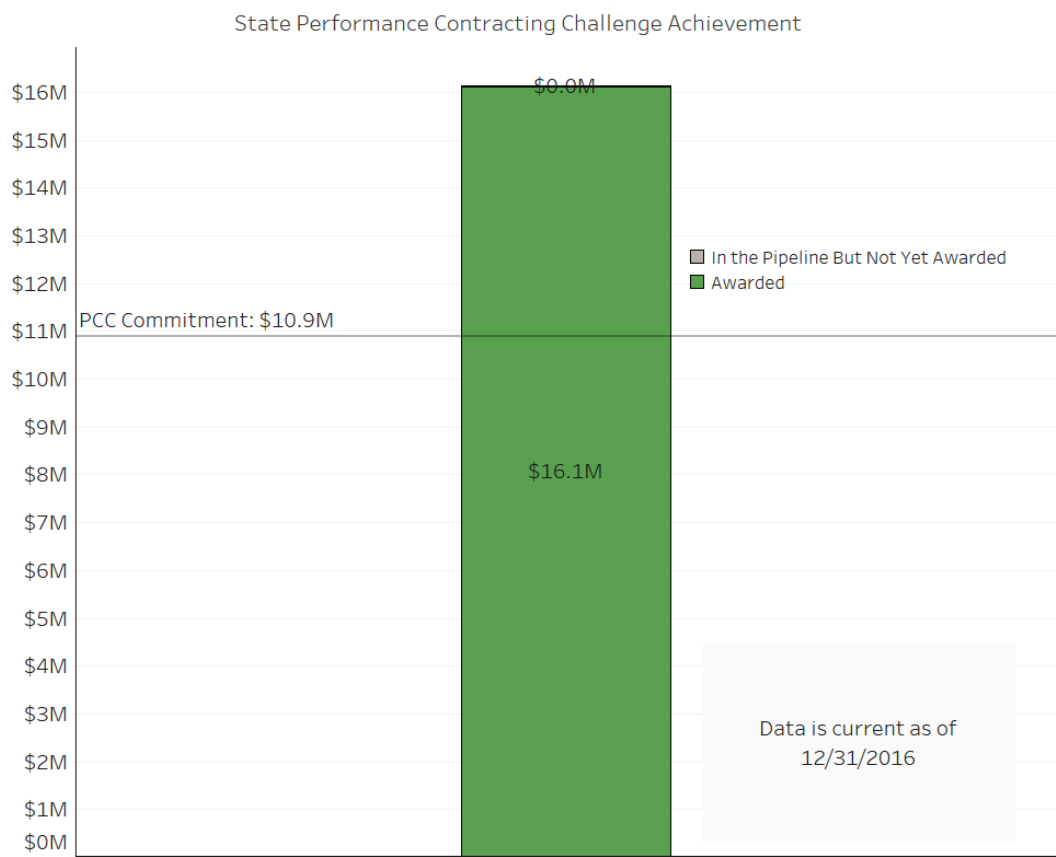 State Performance Contracting Challenge Achievement
$16M
$0.0M
$15M
$14M
$13M
In the Pipeline But Not Yet Awarded
$12M
Awarded
PCC Commitment: $10.9M
$11M
$10M
$9M
$8M
$16.1M
$7M
$6M
$5M
$4M
$3M
Data is current as of
12/31/2016
$2M
$1M
$0M